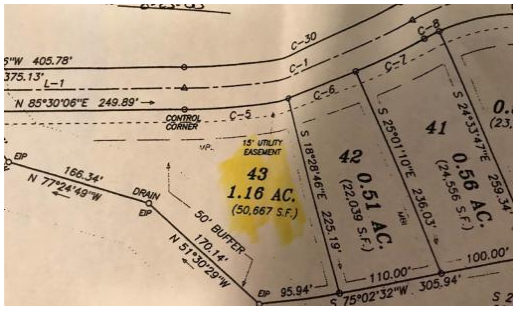 6"W 405.78'
C-30
C-8
375.13'
L-1
C-1
C-7
N 85°30'06"E 249.89'
C-6
CONTROL
CORNER
C-5
15' UTILITY
EASEMENT
43
1.16 AC.
(50,667 S.F.)
S 18°28'46"E 225.19'
42
0.51 AC.
(22,039 S.F.)
S 25°01'10"E 236.03'
41
0.56 AC.
(24,556 S.F.)
S 24°33'47"E 259.34'
EIP
166.34'
N 77°24'49"W
DRAIN
EIP
50' BUFFER
170.14'
N 51°30'29"W
EIP
95.94'
110.00'
100.00'
S 75°02'32"W 305.94'